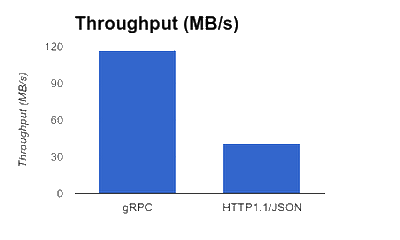 Throughput (MB/s)
Throughput (MB/s)
120
90
60
30
0
gRPC
HTTP1.1/JSON